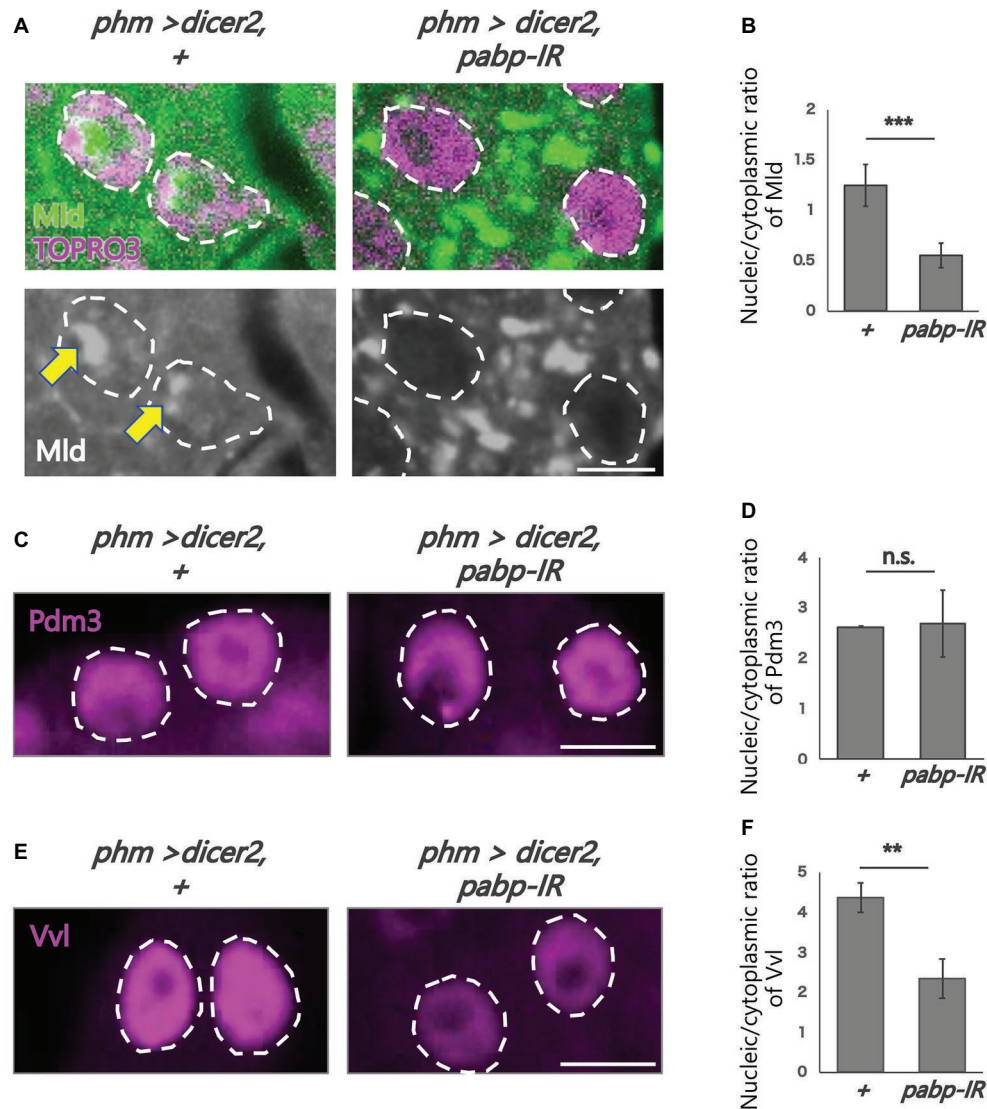 A
phm >dicer2,
+
phm > dicer2,
pabp-IR
Mld
TOPRO3
Mld
B
Nucleic/cytoplasmic ratio
of Mld
2
1.5
1
0.5
0
***
+
pabp-IR
C
phm >dicer2,
+
phm > dicer2,
pabp-IR
Pdm3
D
Nucleic/cytoplasmic ratio
of Pdm3
4
3
2
1
0
n.s.
+
pabp-IR
E
phm >dicer2,
+
phm > dicer2,
pabp-IR
Vvl
F
Nucleic/cytoplasmic ratio
of Vvl
5
4
3
2
1
0
**
+
pabp-IR